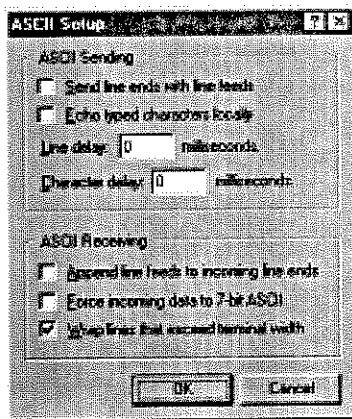 ASCII Setup
ASCII Sending
Send line ends with line feeds
Echo typed characters locally
Line delay: 0 milliseconds.
Character delay: 0 milliseconds.
ASCII Receiving
Append line feeds to incoming line ends
Force incoming data to 7-bit ASCII
Wrap lines that exceed terminal width
OK Cancel